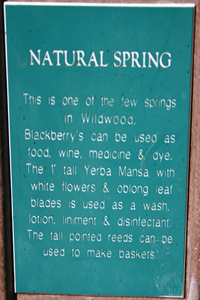 NATURAL SPRING
This is one of the few springs
in Wildwood.
Blackberry's can be used as
food, wine, medicine & dye.
The 1' tall Yerba Mansa with
white flowers & oblong leaf
blades is used as a wash,
lotion, liniment & disinfectant.
The tall pointed reeds can be
used to make baskets.